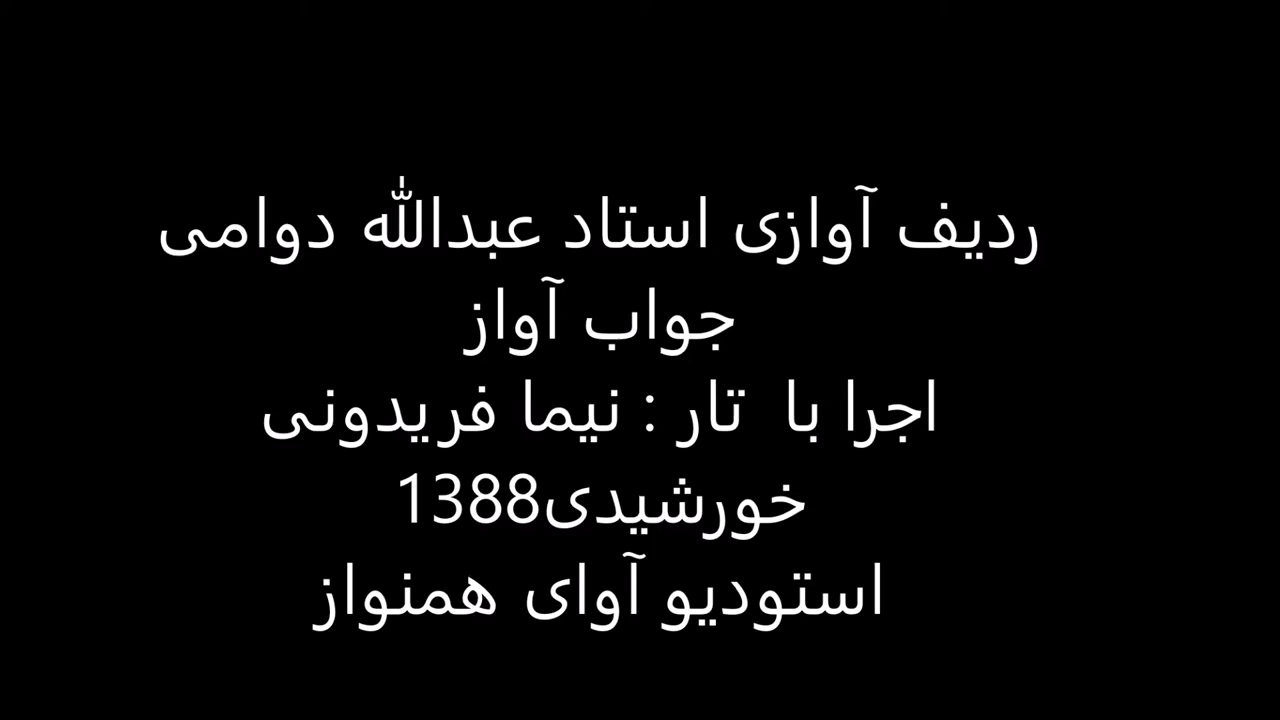 ردیف آوازی استاد عبدالله دوامی
جواب آواز
اجرا با تار : نیما فریدونی
خورشیدی1388
استودیو آوای همنواز